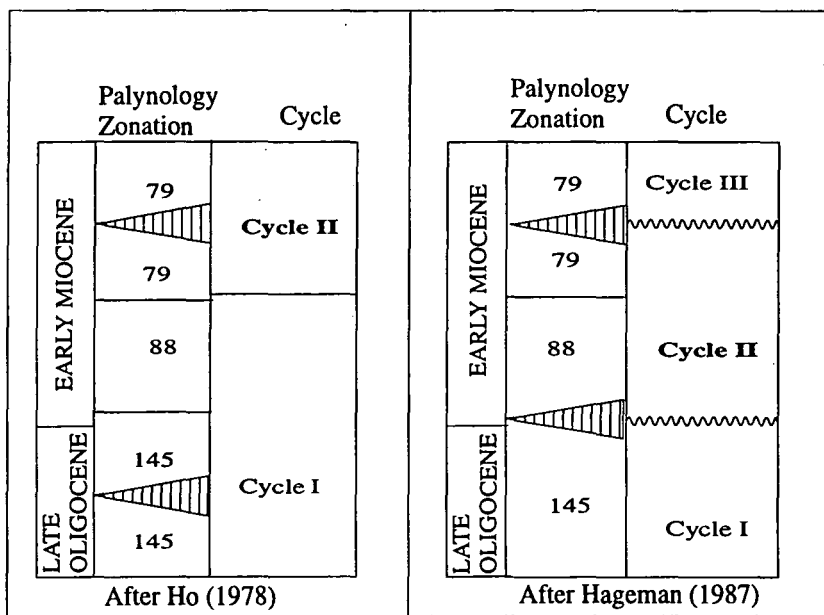 Palynology
Zonation
Cycle
EARLY MIOCENE
LATE
OLIGOCENE
79
79
88
145
145
Cycle II
Cycle I
After Ho (1978)
Palynology
Zonation
Cycle
EARLY MIOCENE
LATE
OLIGOCENE
79
79
88
145
Cycle III
Cycle II
Cycle I
After Hageman (1987)